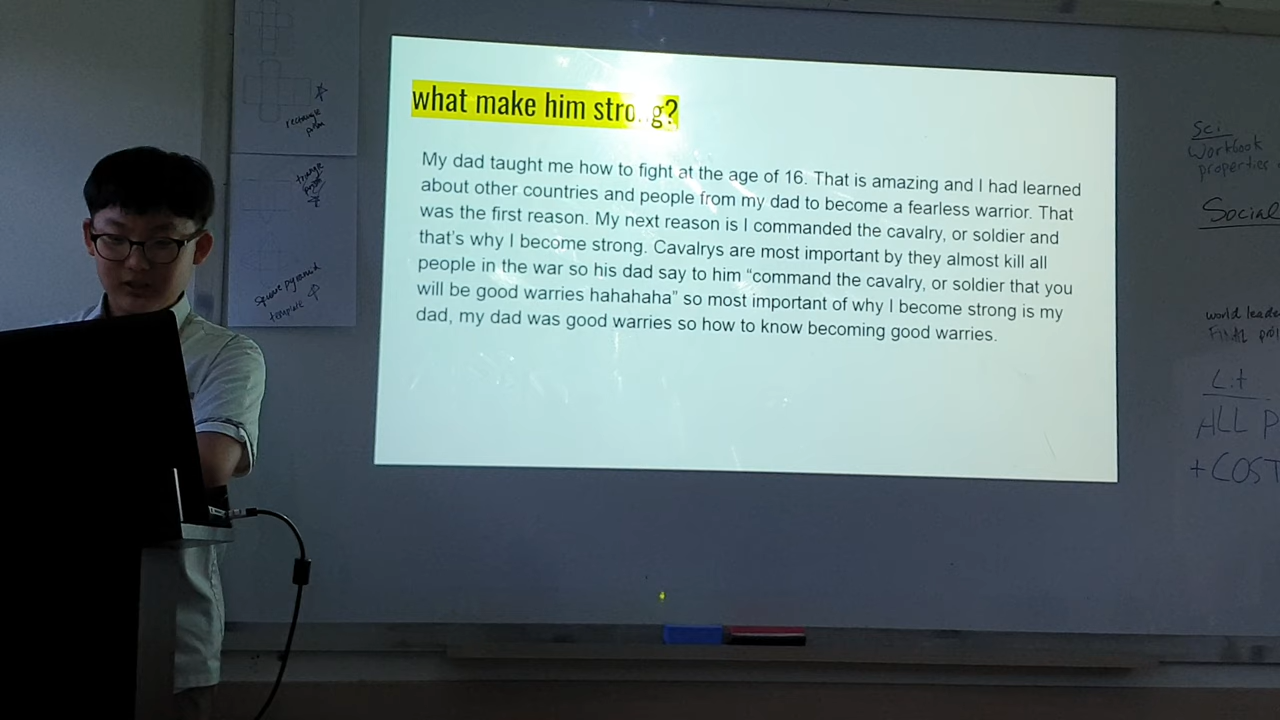 what make him stro..g?
My dad taught me how to fight at the age of 16. That is amazing and I had learned
about other countries and people from my dad to become a fearless warrior. That
was the first reason. My next reason is I commanded the cavalry, or soldier and
that's why I become strong. Cavalrys are most important by they almost kill all
people in the war so his dad say to him “command the cavalry, or soldier that you
will be good warries hahahaha” so most important of why I become strong is my
dad, my dad was good warries so how to know becoming good warries.
rectangle
prism
triangle
square pyramid
template
Sci
Workbook
properties
Social
world leade
FINAL pro
Lit
ALL P
+ COST